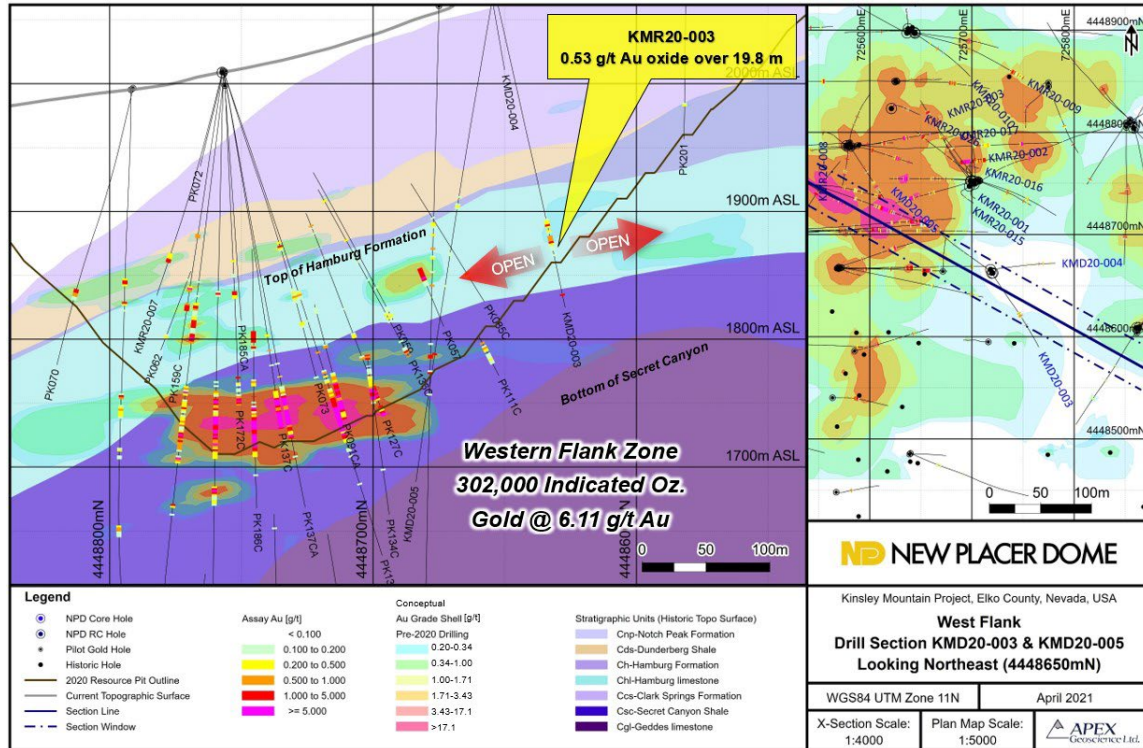 KMR20-003
0.53 g/t Au oxide over 19.8 m
2000m ASL
1900m ASL
1800m ASL
1700m ASL
KMD20-004
PK201
PK072
Top of Hamburg Formation
OPEN
OPEN
PK070
KMR20-007
PK062
PK159C
PK185CA
PK172C
PK186C
PK137C
PK137CA
PK073
PK091CA
PK127C
PK134C
PK057
PK085C
PK111C
KMD20-003
KMD20-005
Bottom of Secret Canyon
Western Flank Zone
302,000 Indicated Oz.
Gold @ 6.11 g/t Au
4448800mN
4448700mN
4448600mN
0 50 100m
725600mE
725700mE
725800mE
4448900mN
4448800mN
4448700mN
4448600mN
4448500mN
N
KMR20-009
KMR20-003
KMR20-002
KMR20-016
KMR20-001
KMR20-015
KMR20-008
KMD20-005
KMD20-004
KMD20-003
0 50 100m
Legend
NPD Core Hole
NPD RC Hole
Pilot Gold Hole
Historic Hole
2020 Resource Pit Outline
Current Topographic Surface
Section Line
Section Window
Assay Au [g/t]
< 0.100
0.100 to 0.200
0.200 to 0.500
0.500 to 1.000
1.000 to 5.000
>= 5.000
Conceptual
Au Grade Shell [g/t]
Pre-2020 Drilling
0.20-0.34
0.34-1.00
1.00-1.71
1.71-3.43
3.43-17.1
>17.1
Stratigraphic Units (Historic Topo Surface)
Cnp-Notch Peak Formation
Cds-Dunderberg Shale
Ch-Hamburg Formation
Chl-Hamburg limestone
Ccs-Clark Springs Formation
Csc-Secret Canyon Shale
Cgl-Geddes limestone
NPD NEW PLACER DOME
Kinsley Mountain Project, Elko County, Nevada, USA
West Flank
Drill Section KMD20-003 & KMD20-005
Looking Northeast (4448650mN)
WGS84 UTM Zone 11N
April 2021
X-Section Scale:
1:4000
Plan Map Scale:
1:5000
APEX
Geoscience Ltd.